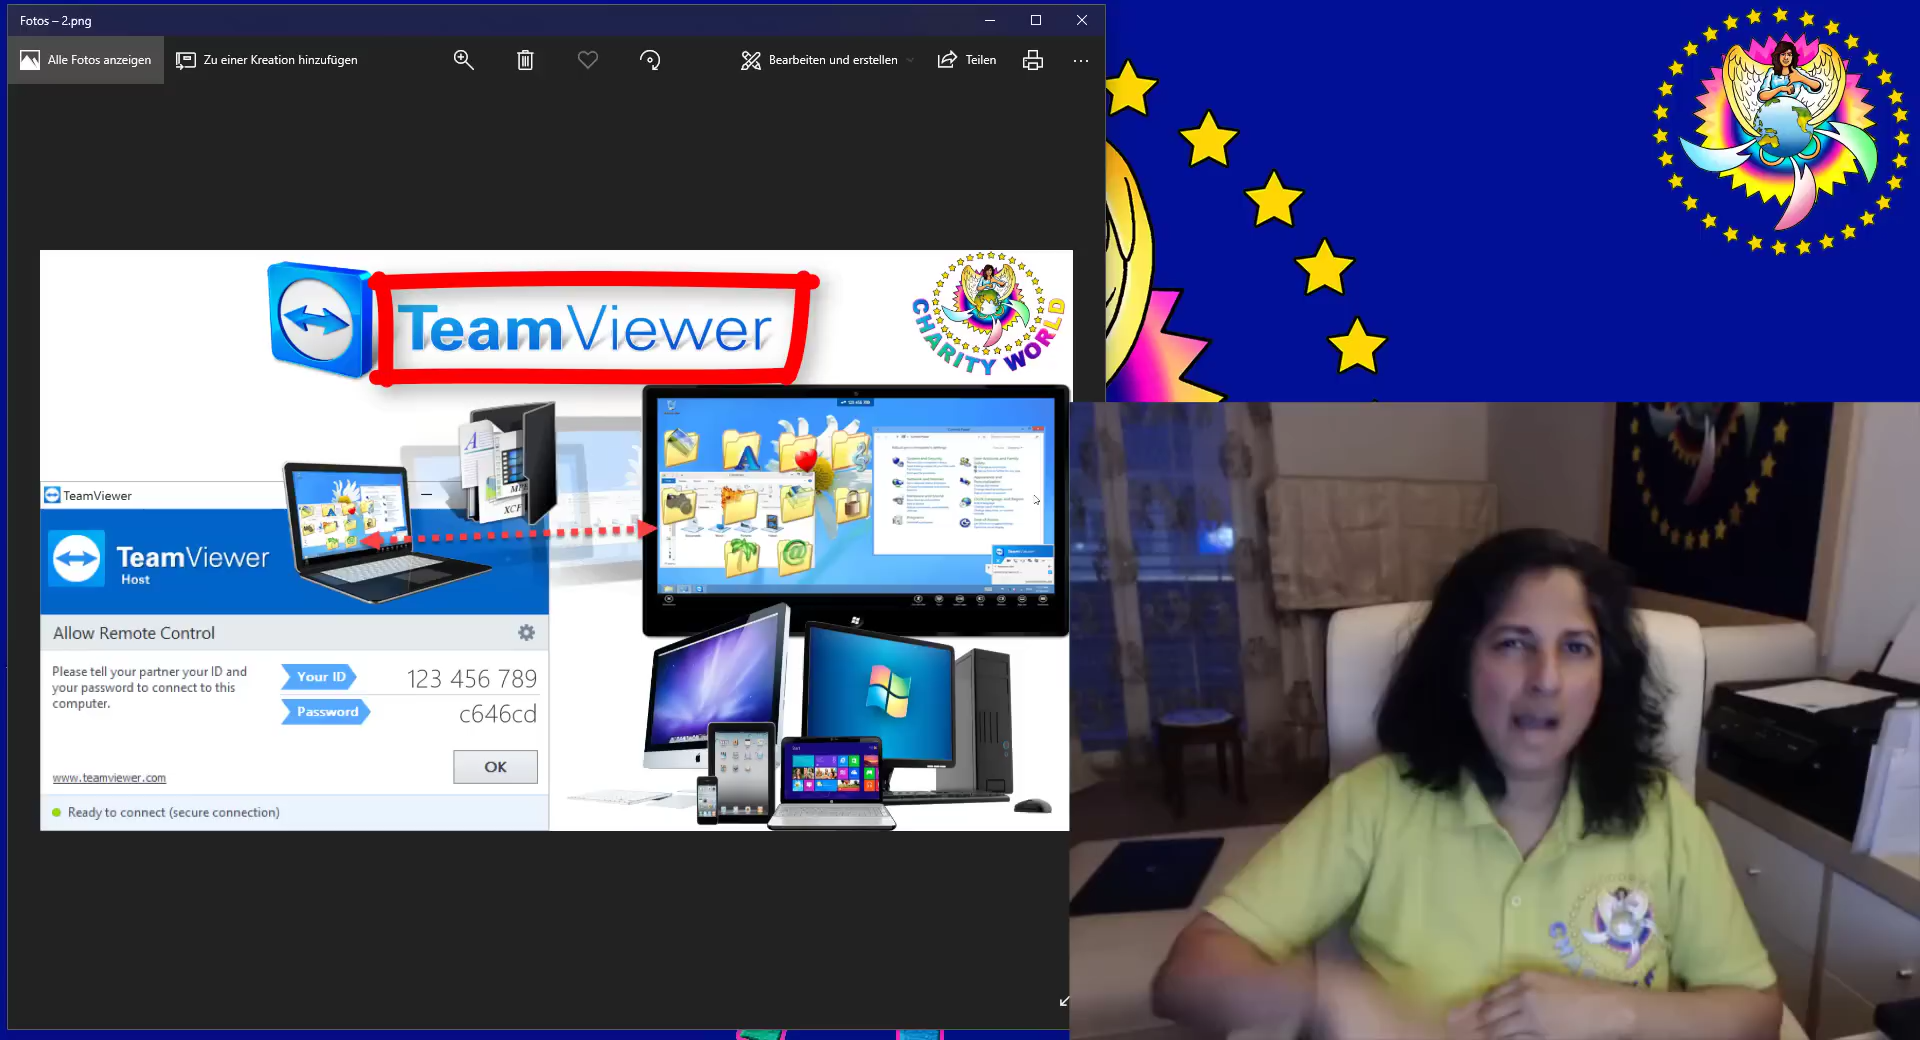 Fotos – 2.png
Alle Fotos anzeigen
Zu einer Kreation hinzufügen
Bearbeiten und erstellen
Teilen
TeamViewer
CHARITY WORLD
TeamViewer
TeamViewer
Host
Allow Remote Control
Please tell your partner your ID and
your password to connect to this
computer.
Your ID
123 456 789
Password
c646cd
www.teamviewer.com
OK
Ready to connect (secure connection)